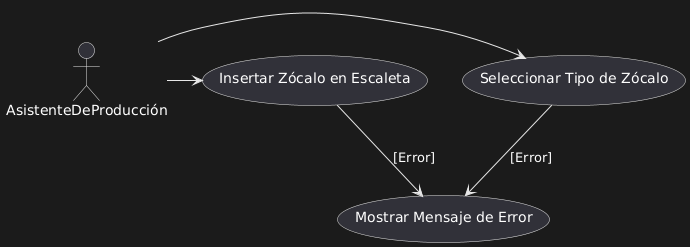 AsistenteDeProducción
Insertar Zócalo en Escaleta
Seleccionar Tipo de Zócalo
[Error]
[Error]
Mostrar Mensaje de Error